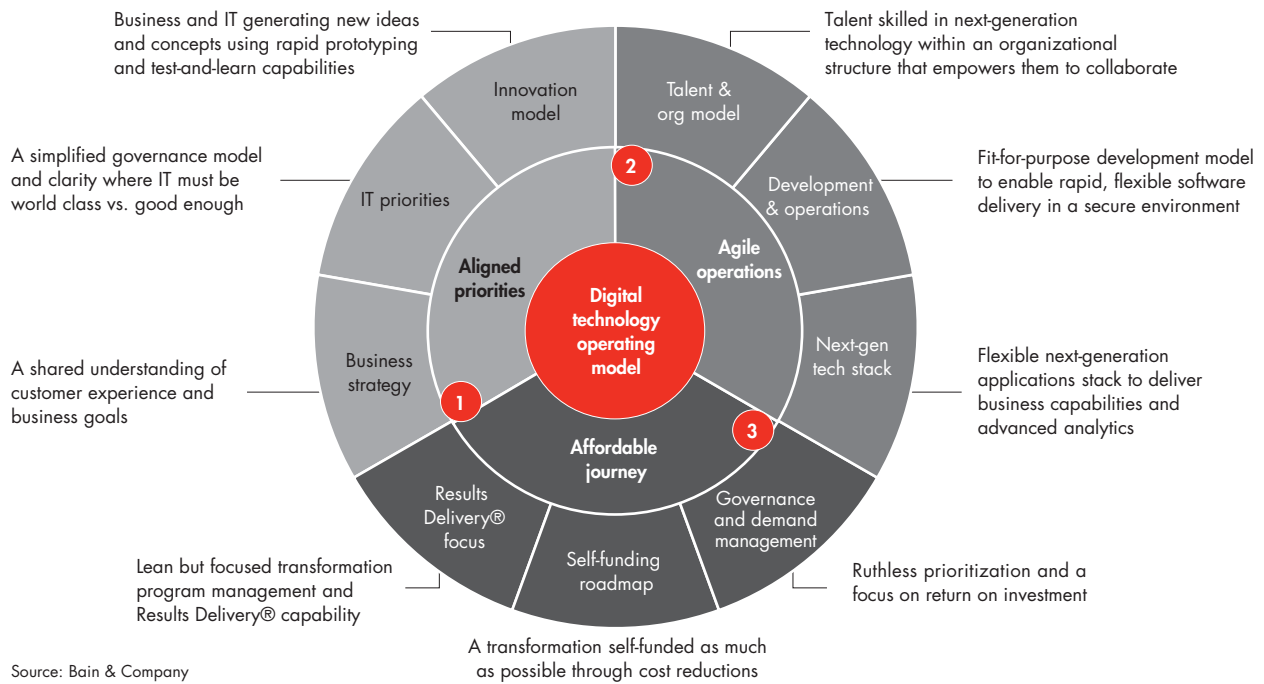 Business and IT generating new ideas
and concepts using rapid prototyping
and test-and-learn capabilities
Talent skilled in next-generation
technology within an organizational
structure that empowers them to collaborate
Innovation
model
Talent &
org model
A simplified governance model
and clarity where IT must be
world class vs. good enough
IT priorities
2
Development
& operations
Fit-for-purpose development model
to enable rapid, flexible software
delivery in a secure environment
Aligned
priorities
Agile
operations
Digital
technology
operating
model
A shared understanding of
customer experience and
business goals
Business
strategy
1
Next-gen
tech stack
Flexible next-generation
applications stack to deliver
business capabilities and
advanced analytics
3
Affordable
journey
Results
Delivery®
focus
Self-funding
roadmap
Governance
and demand
management
Lean but focused transformation
program management and
Results Delivery® capability
Ruthless prioritization and a
focus on return on investment
A transformation self-funded as much
as possible through cost reductions
Source: Bain & Company